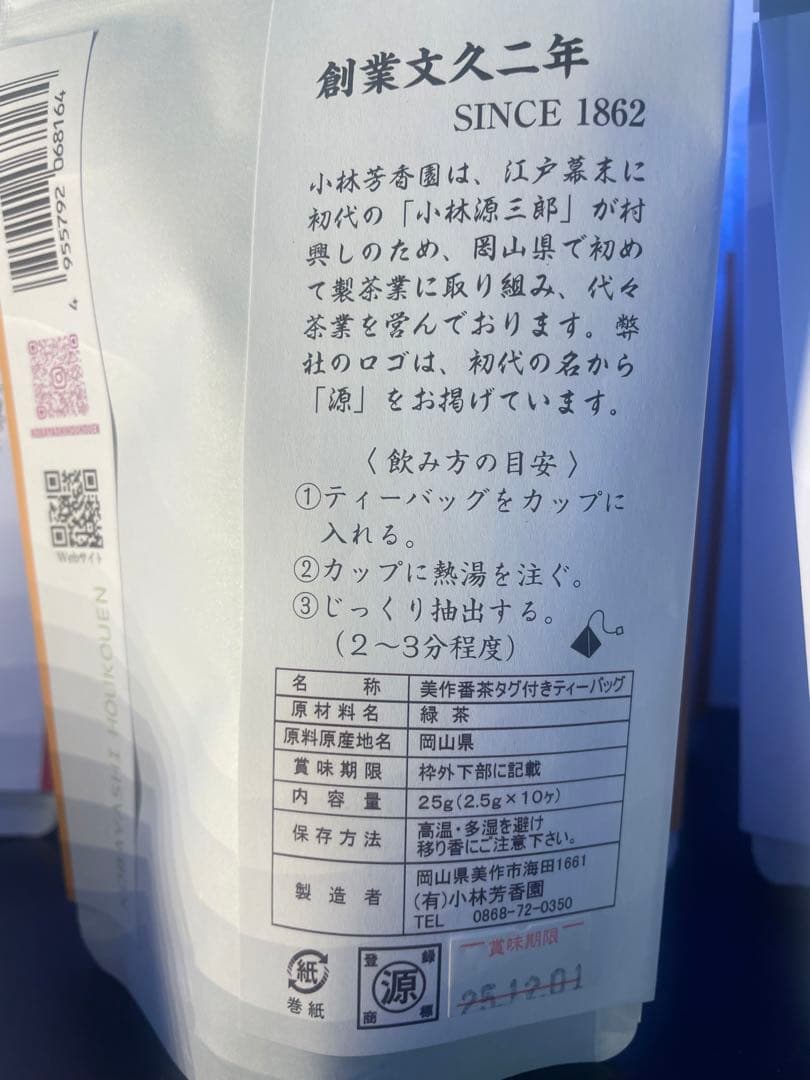 創業文久二年
SINCE 1862
小林芳香園は、江戸幕末に
初代の「小林源三郎」が村
興しのため、岡山県で初め
て製茶業に取り組み、代々
茶業を営んでおります。弊
社のロゴは、初代の名から
「源」をお掲げています。
〈飲み方の目安〉
①ティーバッグをカップに
入れる。
②カップに熱湯を注ぐ。
③じっくり抽出する。
(2〜3分程度)
名称 美作番茶タグ付きティーバッグ
原材料名 緑茶
原料原産地名 岡山県
賞味期限 枠外下部に記載
内容量 25g(2.5g×10ヶ)
保存方法 高温・多湿を避け
移り香にご注意下さい。
製造者 岡山県美作市海田1661
(有)小林芳香園
TEL 0868-72-0350
紙
巻紙
登録
源
商標
賞味期限
25.12.01
4 955792 068164
Webサイト
KOBAYASHI HOUKOUEN